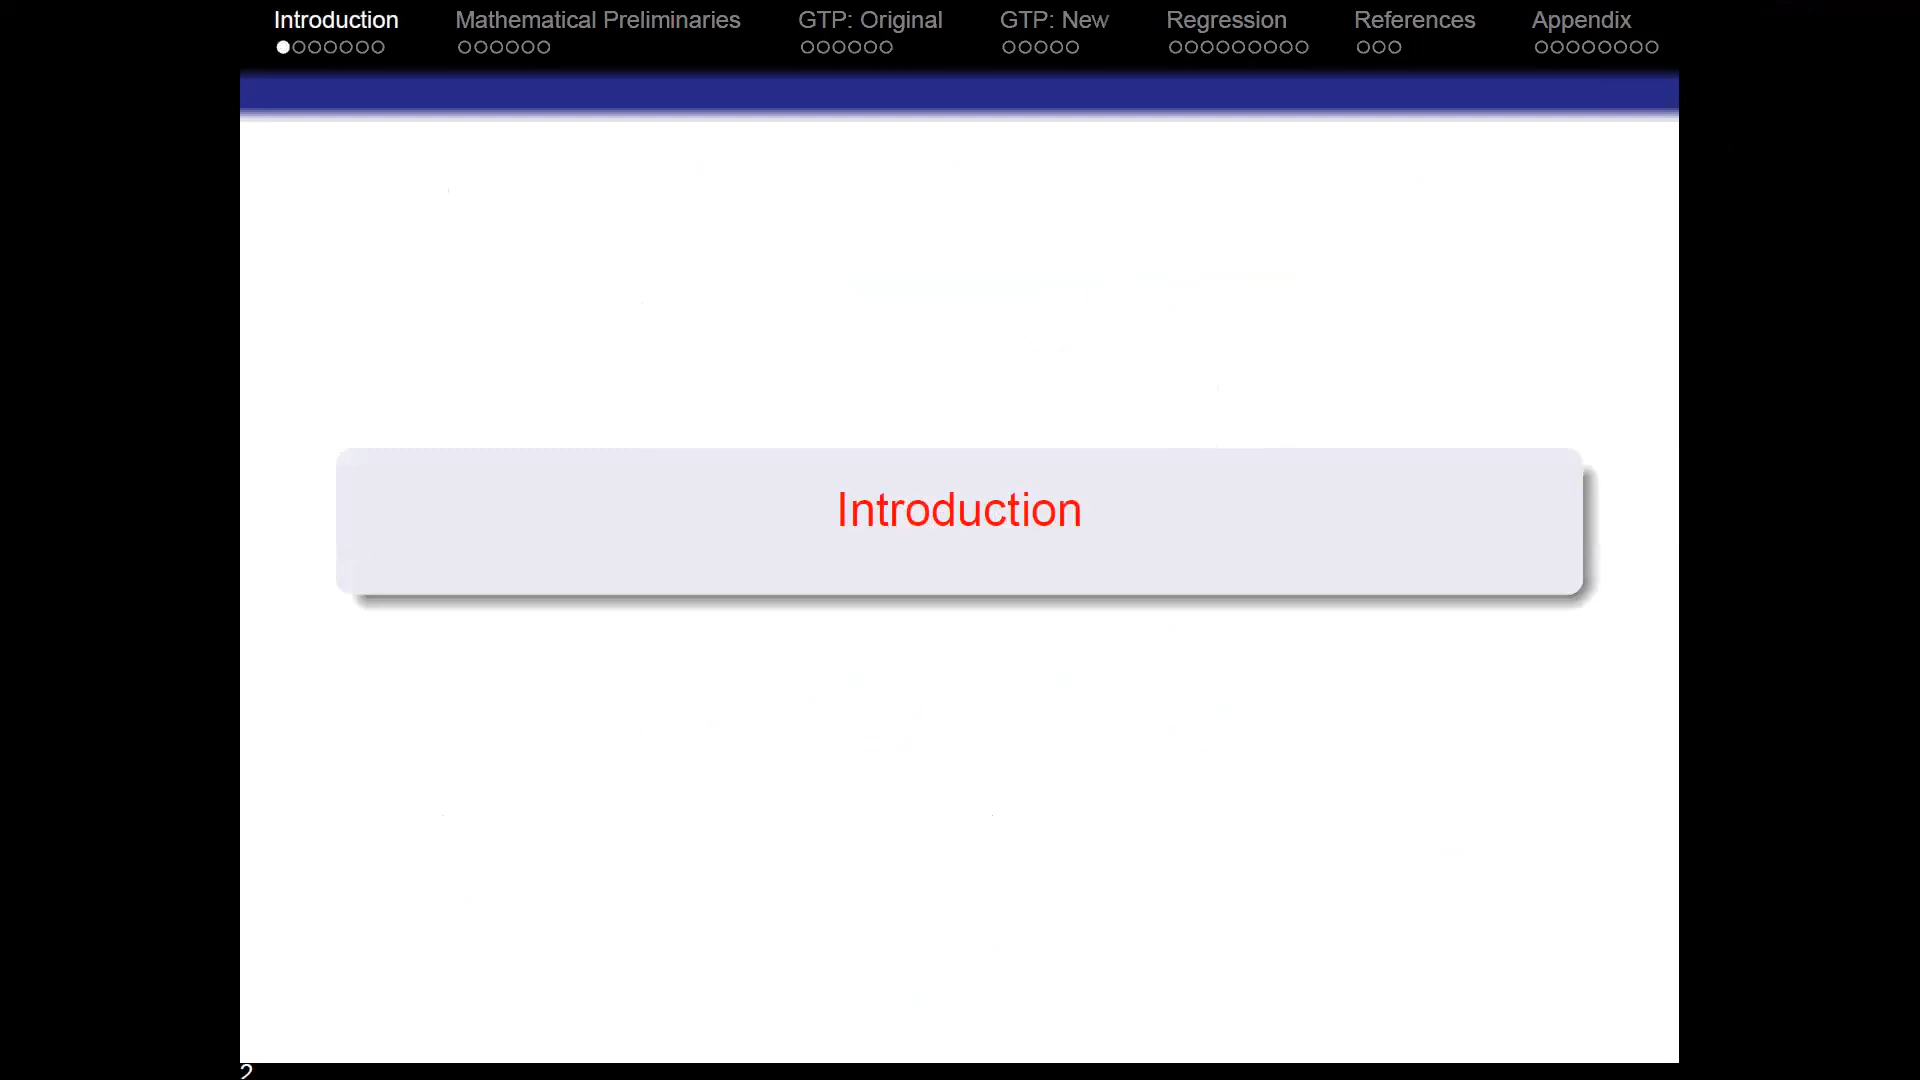 Introduction Mathematical Preliminaries GTP: Original GTP: New Regression References Appendix
Introduction
2